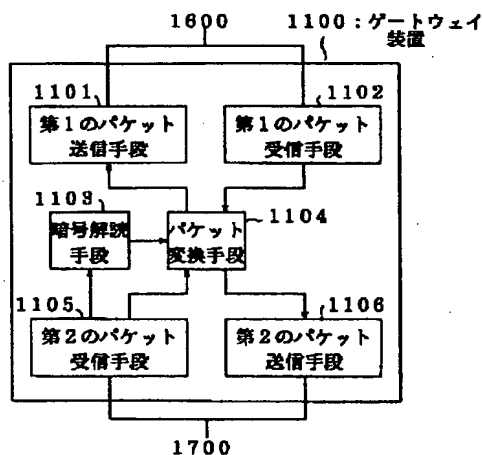 1600
1100：ゲートウェイ
装置
1101
1102
第1のパケット
送信手段
第1のパケット
受信手段
1103
1104
暗号解読
手段
パケット
変換手段
1105
1106
第2のパケット
受信手段
第2のパケット
送信手段
1700